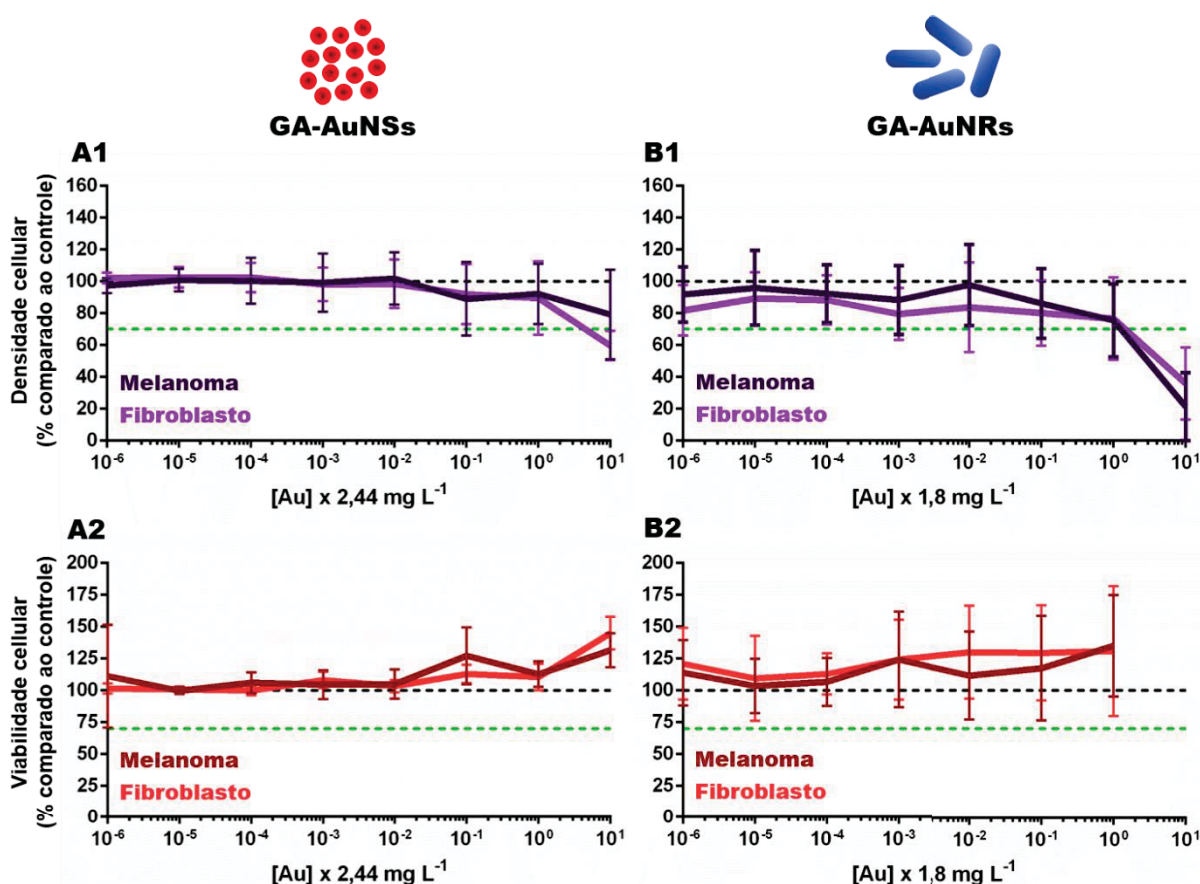 GA-AuNSs
GA-AuNRs
A1
Densidade cellular
(% comparado ao controle)
160
140
120
100
80
60
40
20
0
Melanoma
Fibroblasto
10⁻⁶ 10⁻⁵ 10⁻⁴ 10⁻³ 10⁻² 10⁻¹ 10⁰ 10¹
[Au] x 2,44 mg L⁻¹
B1
160
140
120
100
80
60
40
20
0
Melanoma
Fibroblasto
10⁻⁶ 10⁻⁵ 10⁻⁴ 10⁻³ 10⁻² 10⁻¹ 10⁰ 10¹
[Au] x 1,8 mg L⁻¹
A2
Viabilidade cellular
(% comparado ao controle)
200
175
150
125
100
75
50
25
0
Melanoma
Fibroblasto
10⁻⁶ 10⁻⁵ 10⁻⁴ 10⁻³ 10⁻² 10⁻¹ 10⁰ 10¹
[Au] x 2,44 mg L⁻¹
B2
200
175
150
125
100
75
50
25
0
Melanoma
Fibroblasto
10⁻⁶ 10⁻⁵ 10⁻⁴ 10⁻³ 10⁻² 10⁻¹ 10⁰ 10¹
[Au] x 1,8 mg L⁻¹